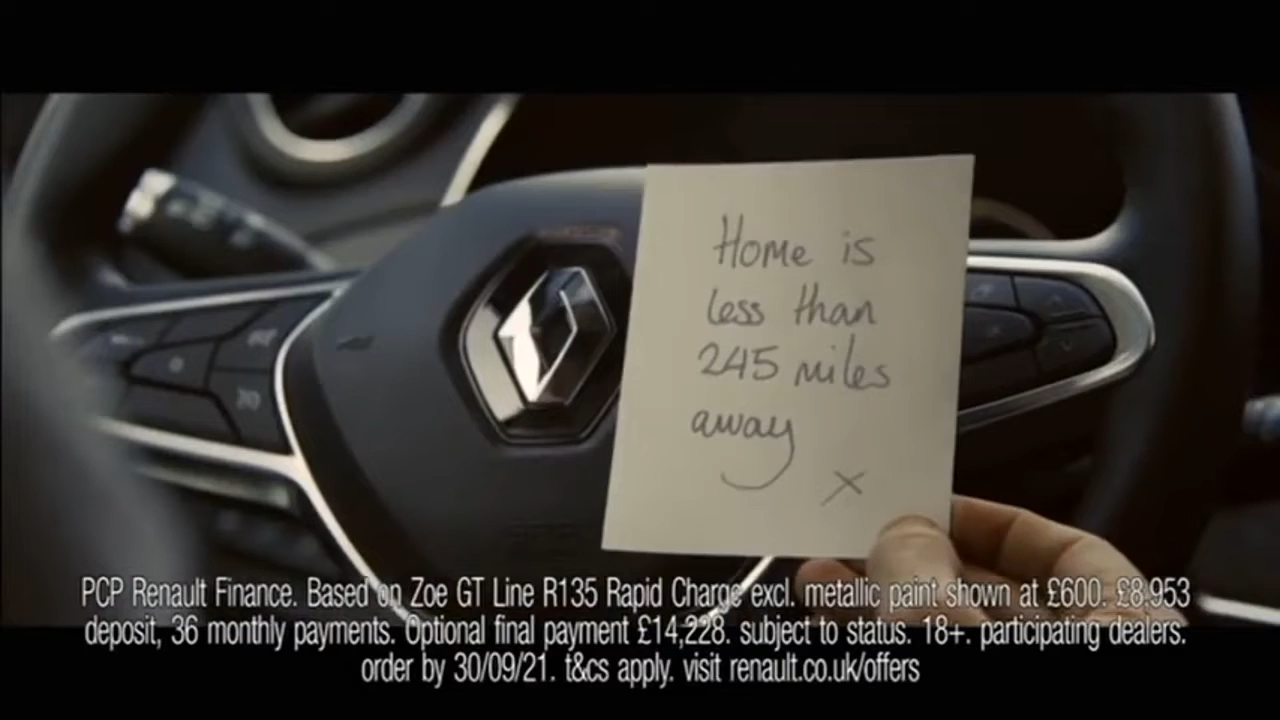 Home is
less than
245 miles
away
x
PCP Renault Finance. Based on Zoe GT Line R135 Rapid Charge excl. metallic paint shown at £600. £8,953
deposit, 36 monthly payments. Optional final payment £14,228. subject to status. 18+. participating dealers.
order by 30/09/21. t&cs apply. visit renault.co.uk/offers